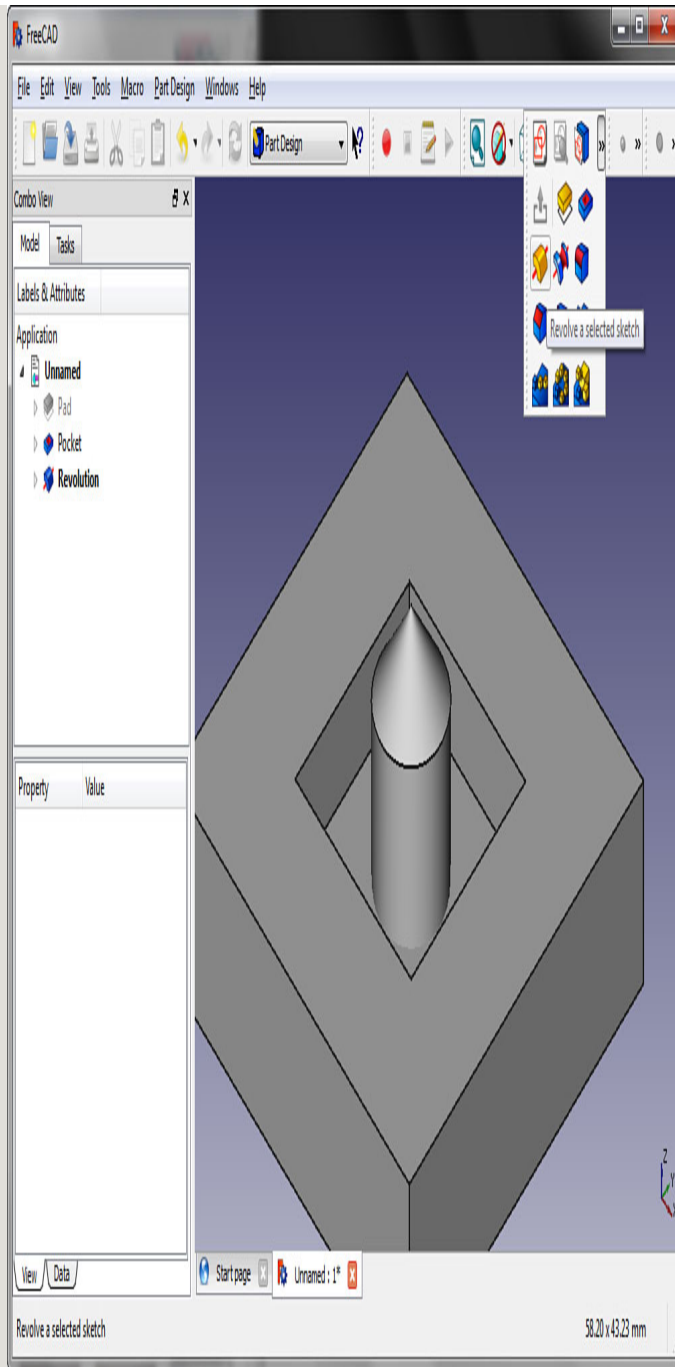 FreeCAD
File Edit View Tools Macro Part Design Windows Help
Part Design
Combo View
Model Tasks
Labels & Attributes
Application
Unnamed
Pad
Pocket
Revolution
Revolve a selected sketch
Property Value
Z
Y
X
View Data
Start page Unnamed : 1*
Revolve a selected sketch 58.20 x 43.23 mm